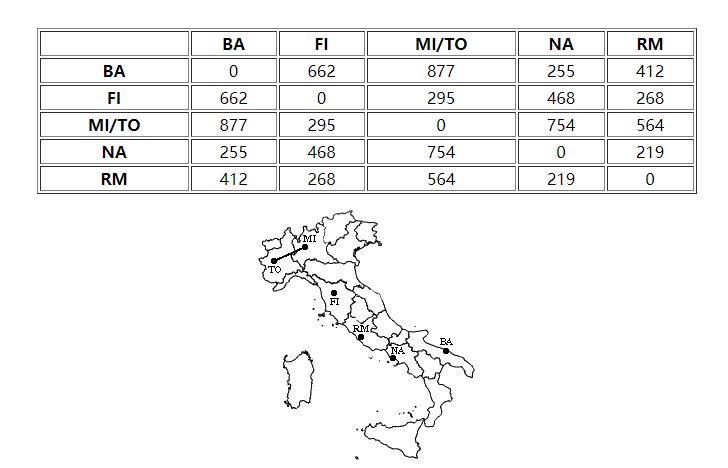 BA FI MI/TO NA RM
BA 0 662 877 255 412
FI 662 0 295 468 268
MI/TO 877 295 0 754 564
NA 255 468 754 0 219
RM 412 268 564 219 0
MI
TO
FI
RM
BA
NA